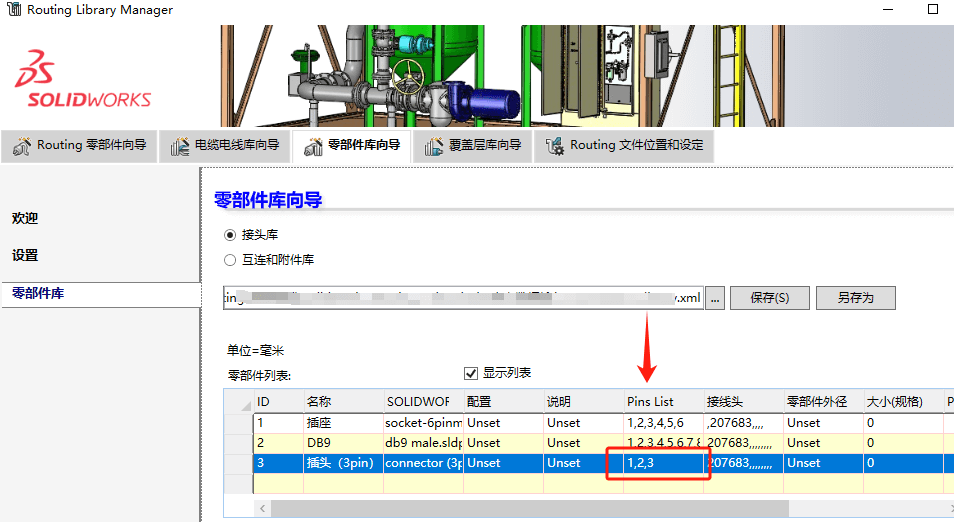 Routing Library Manager
SOLIDWORKS
Routing 零部件向导
电缆电线库向导
零部件库向导
覆盖层库向导
Routing 文件位置和设定
欢迎
设置
零部件库
零部件库向导
接头库
互连和附件库
.xml
...
保存(S)
另存为
单位=毫米
零部件列表:
显示列表
ID 名称 SOLIDWOR 配置 说明 Pins List 接线头 零部件外径 大小(规格) P
1 插座 socket-6pinm Unset Unset 1,2,3,4,5,6 ,207683,,,, Unset 0
2 DB9 db9 male.sldp Unset Unset 1,2,3,4,5,6,7,8 207683,,,,,,,, Unset 0
3 插头（3pin） connector (3p Unset Unset 1,2,3 207683,,,,,,,, Unset 0